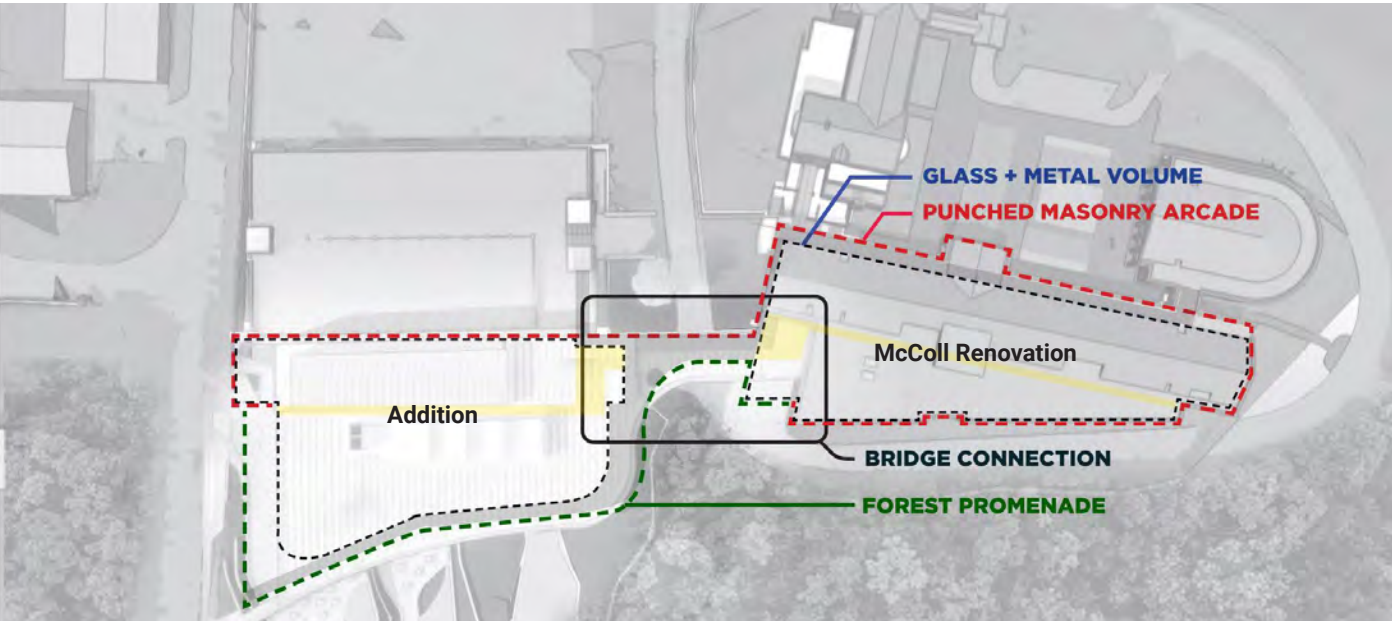 GLASS + METAL VOLUME
PUNCHED MASONRY ARCADE
McColl Renovation
Addition
BRIDGE CONNECTION
FOREST PROMENADE